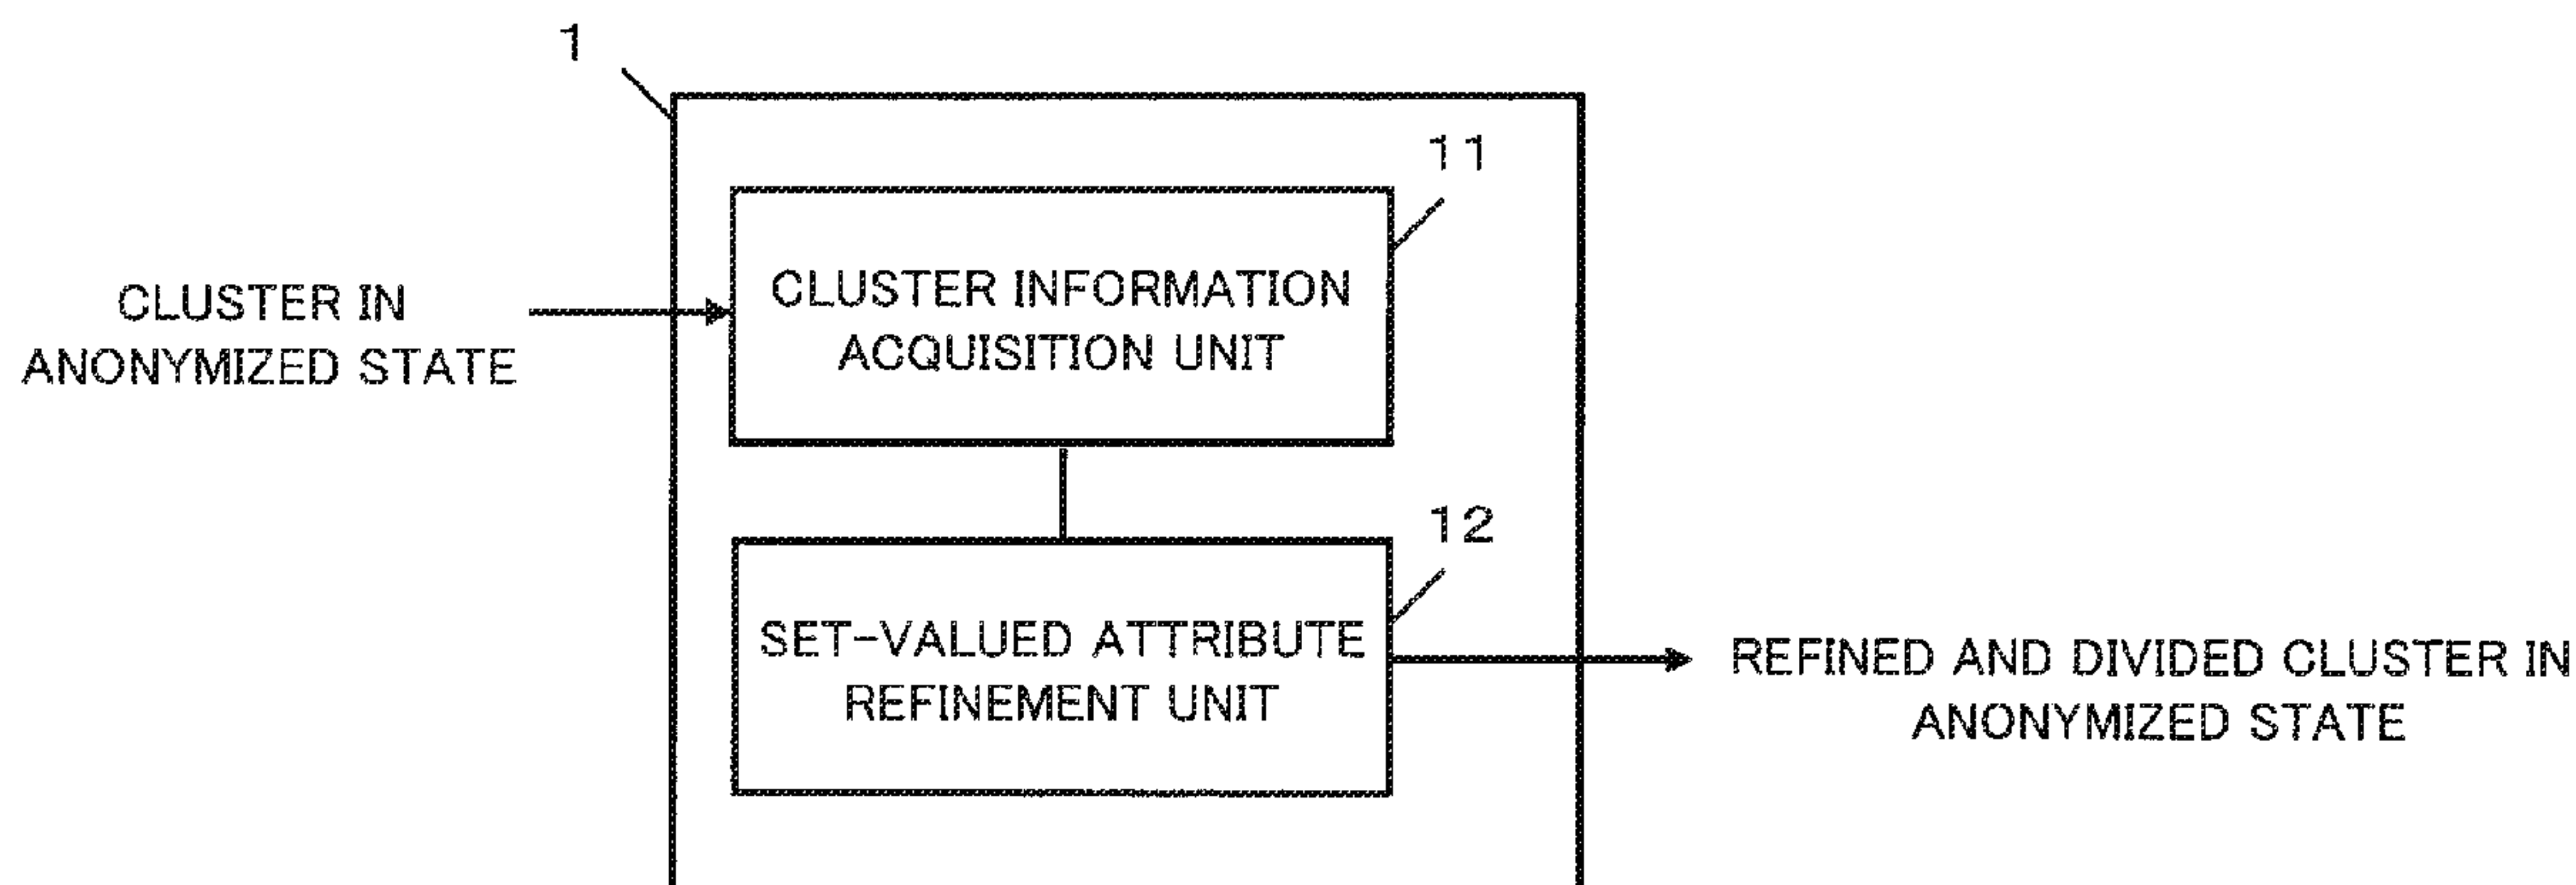 1
11
CLUSTER INFORMATION
ACQUISITION UNIT
CLUSTER IN
ANONYMIZED STATE
12
SET-VALUED ATTRIBUTE
REFINEMENT UNIT
REFINED AND DIVIDED CLUSTER IN
ANONYMIZED STATE